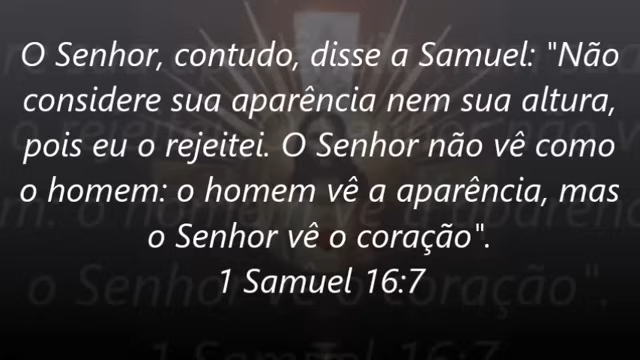 O Senhor, contudo, disse a Samuel: "Não
considere sua aparência nem sua altura,
pois eu o rejeitei. O Senhor não vê como
o homem: o homem vê a aparência, mas
o Senhor vê o coração".
1 Samuel 16:7